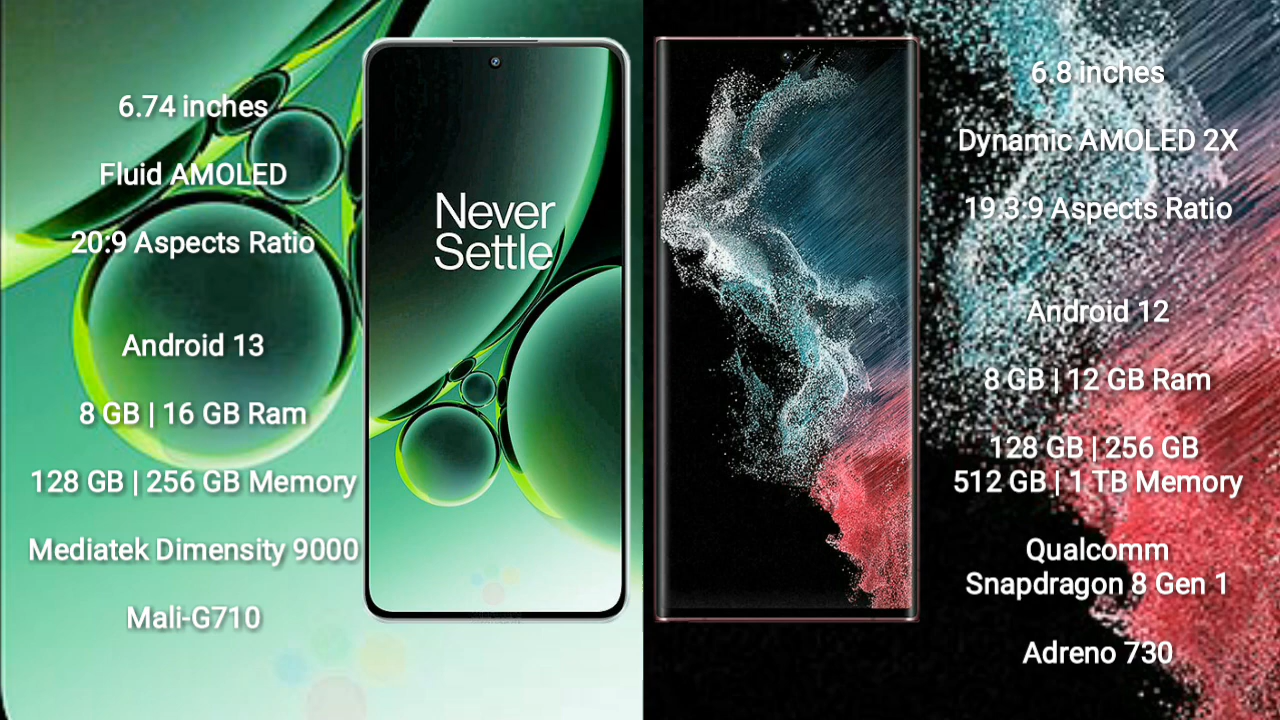 6.74 inches
Fluid AMOLED
20:9 Aspects Ratio
Android 13
8 GB | 16 GB Ram
128 GB | 256 GB Memory
Mediatek Dimensity 9000
Mali-G710
Never
Settle
6.8 inches
Dynamic AMOLED 2X
19.3:9 Aspects Ratio
Android 12
8 GB | 12 GB Ram
128 GB | 256 GB
512 GB | 1 TB Memory
Qualcomm
Snapdragon 8 Gen 1
Adreno 730